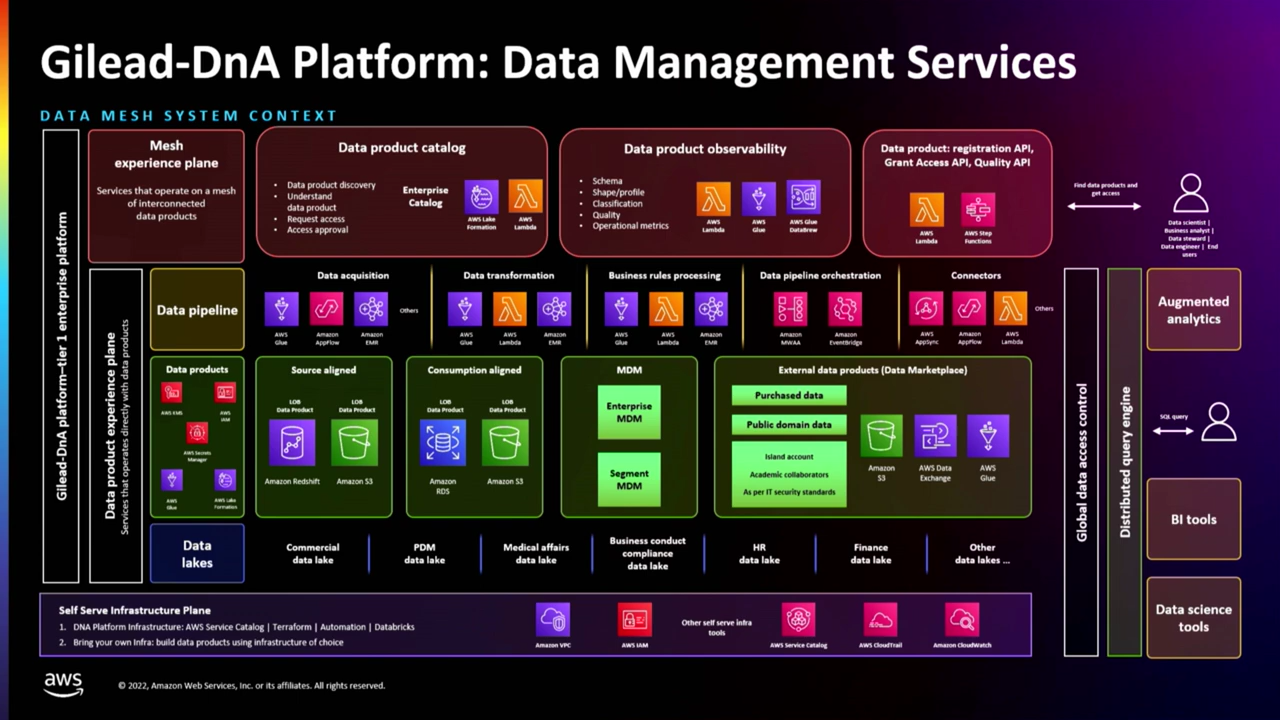 Gilead-DnA Platform: Data Management Services
DATA MESH SYSTEM CONTEXT
Gilead-DnA platform—tier 1 enterprise platform
Mesh
experience plane
Services that operate on a mesh
of interconnected
data products
Data product catalog
• Data product discovery
• Understand
data product
• Request access
• Access approval
Enterprise
Catalog
AWS Lake
Formation
AWS
Lambda
Data product observability
• Schema
• Shape/profile
• Classification
• Quality
• Operational metrics
AWS
Lambda
AWS
Glue
AWS Glue
DataBrew
Data product: registration API,
Grant Access API, Quality API
AWS
Lambda
AWS Step
Functions
Find data products and
get access
Data scientist |
Business analyst |
Data steward |
Data engineer | End
users
Data product experience plane
Services that operates directly with data products
Data pipeline
Data acquisition
AWS
Glue
Amazon
AppFlow
Amazon
EMR
Others
Data transformation
AWS
Glue
AWS
Lambda
Amazon
EMR
Business rules processing
AWS
Glue
AWS
Lambda
Amazon
EMR
Data pipeline orchestration
Amazon
MWAA
Amazon
EventBridge
Connectors
AWS
AppSync
Amazon
AppFlow
AWS
Lambda
Others
Data products
AWS KMS
AWS
IAM
AWS Secrets
Manager
AWS
Glue
AWS Lake
Formation
Source aligned
LOB
Data Product
LOB
Data Product
Amazon Redshift
Amazon S3
Consumption aligned
LOB
Data Product
LOB
Data Product
Amazon
RDS
Amazon S3
MDM
Enterprise
MDM
Segment
MDM
External data products (Data Marketplace)
Purchased data
Public domain data
Island account
Academic collaborators
As per IT security standards
Amazon
S3
AWS Data
Exchange
AWS
Glue
Data
lakes
Commercial
data lake
PDM
data lake
Medical affairs
data lake
Business conduct
compliance
data lake
HR
data lake
Finance
data lake
Other
data lakes ...
Global data access control
Distributed query engine
Augmented
analytics
SQL query
BI tools
Data science
tools
Self Serve Infrastructure Plane
1. DNA Platform Infrastructure: AWS Service Catalog | Terraform | Automation | Databricks
2. Bring your own Infra: build data products using infrastructure of choice
Amazon VPC
AWS IAM
Other self serve infra
tools
AWS Service Catalog
AWS CloudTrail
Amazon CloudWatch
aws
© 2022, Amazon Web Services, Inc. or its affiliates. All rights reserved.